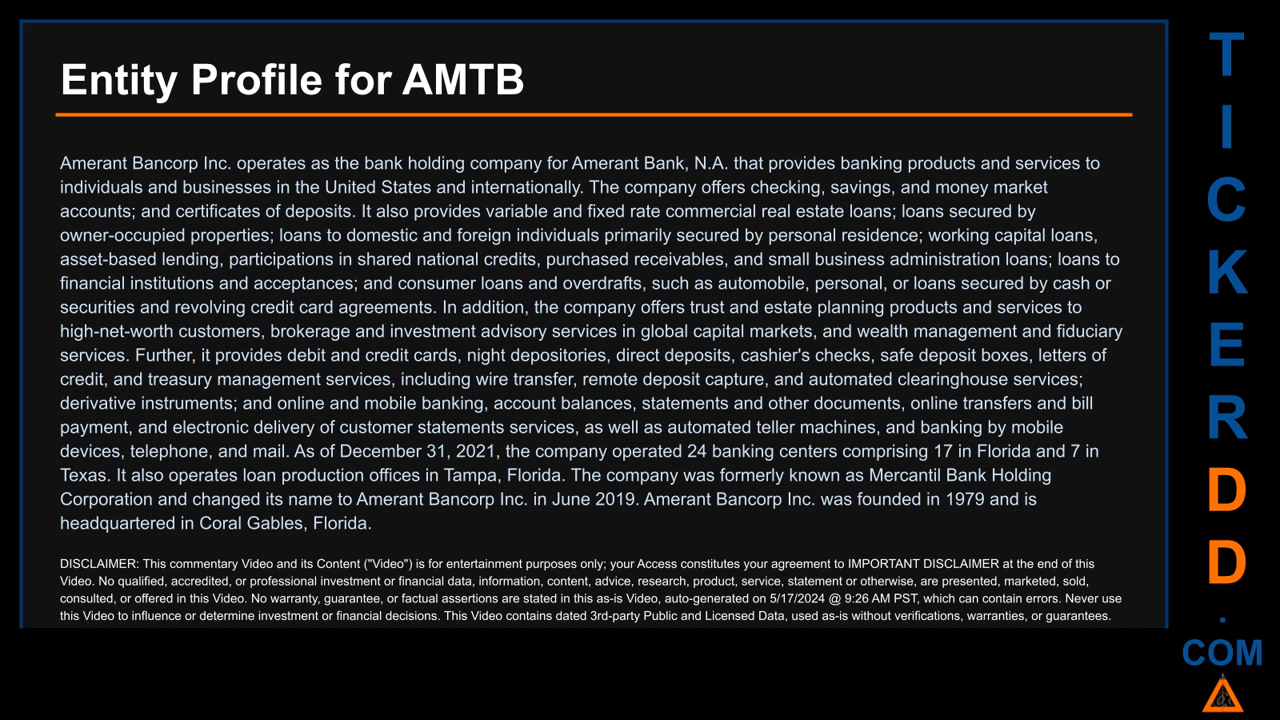 Entity Profile for AMTB
Amerant Bancorp Inc. operates as the bank holding company for Amerant Bank, N.A. that provides banking products and services to
individuals and businesses in the United States and internationally. The company offers checking, savings, and money market
accounts; and certificates of deposits. It also provides variable and fixed rate commercial real estate loans; loans secured by
owner-occupied properties; loans to domestic and foreign individuals primarily secured by personal residence; working capital loans,
asset-based lending, participations in shared national credits, purchased receivables, and small business administration loans; loans to
financial institutions and acceptances; and consumer loans and overdrafts, such as automobile, personal, or loans secured by cash or
securities and revolving credit card agreements. In addition, the company offers trust and estate planning products and services to
high-net-worth customers, brokerage and investment advisory services in global capital markets, and wealth management and fiduciary
services. Further, it provides debit and credit cards, night depositories, direct deposits, cashier's checks, safe deposit boxes, letters of
credit, and treasury management services, including wire transfer, remote deposit capture, and automated clearinghouse services;
derivative instruments; and online and mobile banking, account balances, statements and other documents, online transfers and bill
payment, and electronic delivery of customer statements services, as well as automated teller machines, and banking by mobile
devices, telephone, and mail. As of December 31, 2021, the company operated 24 banking centers comprising 17 in Florida and 7 in
Texas. It also operates loan production offices in Tampa, Florida. The company was formerly known as Mercantil Bank Holding
Corporation and changed its name to Amerant Bancorp Inc. in June 2019. Amerant Bancorp Inc. was founded in 1979 and is
headquartered in Coral Gables, Florida.
DISCLAIMER: This commentary Video and its Content ("Video") is for entertainment purposes only; your Access constitutes your agreement to IMPORTANT DISCLAIMER at the end of this
Video. No qualified, accredited, or professional investment or financial data, information, content, advice, research, product, service, statement or otherwise, are presented, marketed, sold,
consulted, or offered in this Video. No warranty, guarantee, or factual assertions are stated in this as-is Video, auto-generated on 5/17/2024 @ 9:26 AM PST, which can contain errors. Never use
this Video to influence or determine investment or financial decisions. This Video contains dated 3rd-party Public and Licensed Data, used as-is without verifications, warranties, or guarantees.
T
I
C
K
E
R
D
D
.
COM